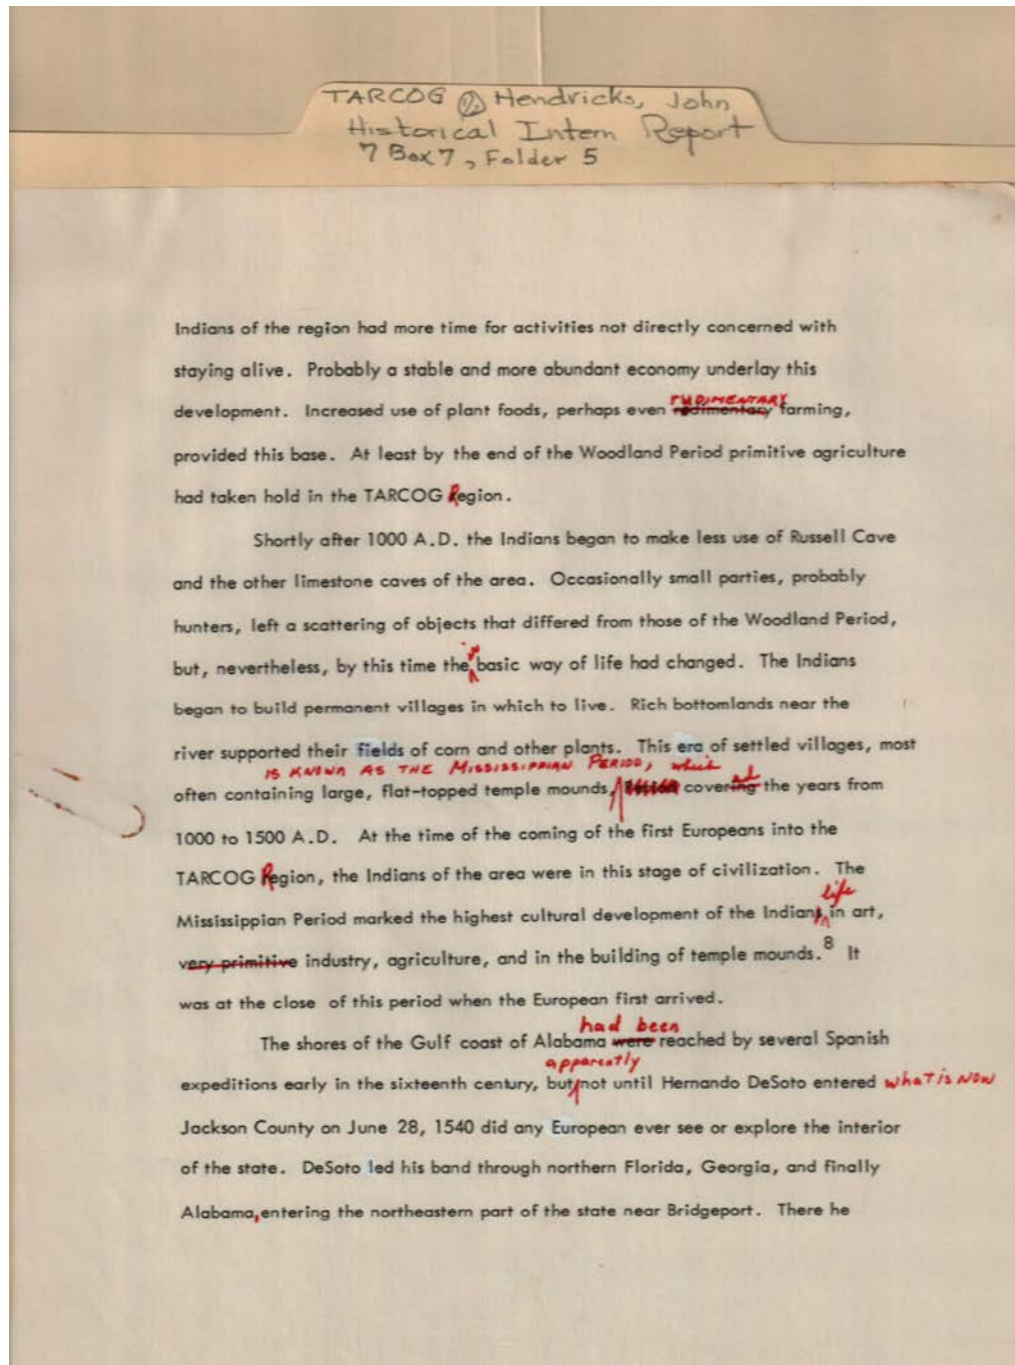 TARCOG 1/2 Hendricks, John
Historical Intern Report
7 Box 7, Folder 5
Indians of the region had more time for activities not directly concerned with
staying alive. Probably a stable and more abundant economy underlay this
RUDIMENTARY
development. Increased use of plant foods, perhaps even redimentary farming,
provided this base. At least by the end of the Woodland Period primitive agriculture
had taken hold in the TARCOG Region.
Shortly after 1000 A.D. the Indians began to make less use of Russell Cave
and the other limestone caves of the area. Occasionally small parties, probably
hunters, left a scattering of objects that differed from those of the Woodland Period,
but, nevertheless, by this time their basic way of life had changed. The Indians
began to build permanent villages in which to live. Rich bottomlands near the
river supported their fields of corn and other plants. This era of settled villages, most
IS KNOWN AS THE MISSISSIPPIAN PERIOD, which ed
often containing large, flat-topped temple mounds, covering the years from
1000 to 1500 A.D. At the time of the coming of the first Europeans into the
TARCOG Region, the Indians of the area were in this stage of civilization. The
life
Mississippian Period marked the highest cultural development of the Indian, in art,
very primitive industry, agriculture, and in the building of temple mounds.8 It
was at the close of this period when the European first arrived.
had been
The shores of the Gulf coast of Alabama were reached by several Spanish
apparently
expeditions early in the sixteenth century, but not until Hernando DeSoto entered what is NOW
Jackson County on June 28, 1540 did any European ever see or explore the interior
of the state. DeSoto led his band through northern Florida, Georgia, and finally
Alabama, entering the northeastern part of the state near Bridgeport. There he